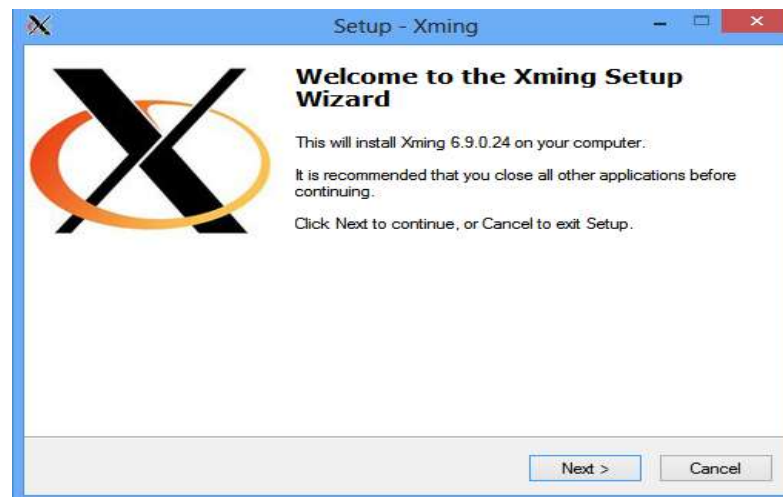 Setup - Xming
Welcome to the Xming Setup
Wizard
This will install Xming 6.9.0.24 on your computer.
It is recommended that you close all other applications before
continuing.
Click Next to continue, or Cancel to exit Setup.
Next >
Cancel